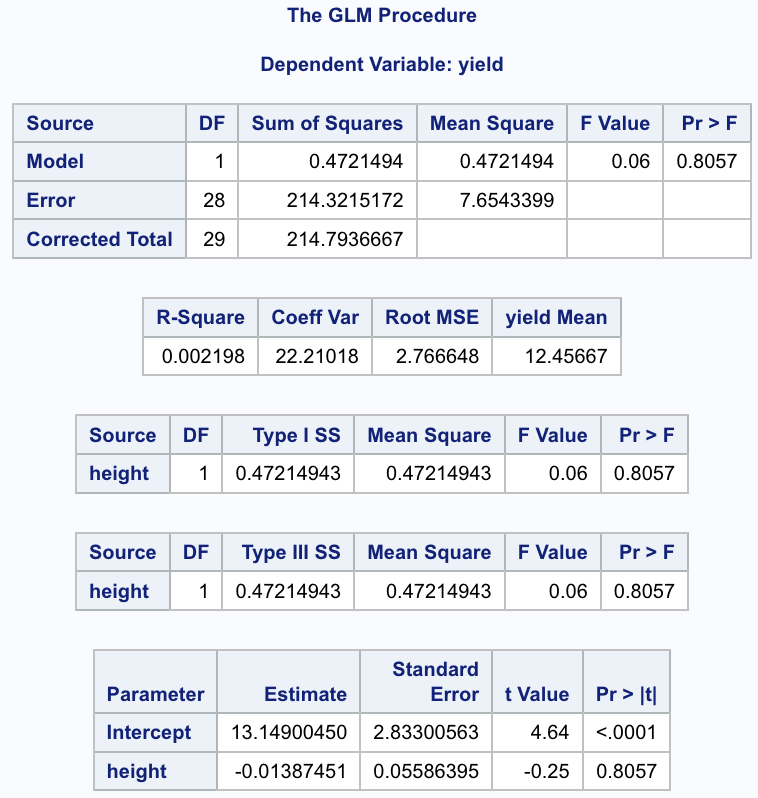 The GLM Procedure
Dependent Variable: yield
Source DF Sum of Squares Mean Square F Value Pr > F
Model 1 0.4721494 0.4721494 0.06 0.8057
Error 28 214.3215172 7.6543399
Corrected Total 29 214.7936667
R-Square Coeff Var Root MSE yield Mean
0.002198 22.21018 2.766648 12.45667
Source DF Type I SS Mean Square F Value Pr > F
height 1 0.47214943 0.47214943 0.06 0.8057
Source DF Type III SS Mean Square F Value Pr > F
height 1 0.47214943 0.47214943 0.06 0.8057
Parameter Estimate Standard Error t Value Pr > |t|
Intercept 13.14900450 2.83300563 4.64 <.0001
height -0.01387451 0.05586395 -0.25 0.8057